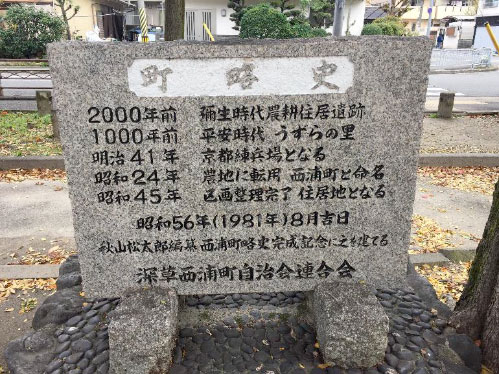 町略史
2000年前 彌生時代農耕住居遺跡
1000年前 平安時代 うずらの里
明治41年 京都練兵場となる
昭和24年 農地に転用 西浦町と命名
昭和45年 区画整理完了 住居地となる
昭和56年(1981年)8月吉日
秋山松太郎編纂西浦町略史完成記念に之を建てる
深草西浦町自治会連合会